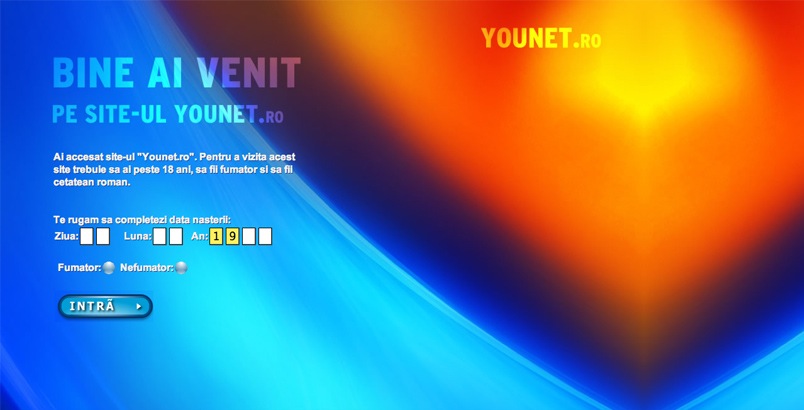 YOUNET.RO
BINE AI VENIT
PE SITE-UL YOUNET.RO
Ai accesat site-ul "Younet.ro". Pentru a vizita acest
site trebuie sa ai peste 18 ani, sa fii fumator si sa fii
cetatean roman.
Te rugam sa completezi data nasterii:
Ziua: Luna: An: 1 9
Fumator: Nefumator:
INTRÃ